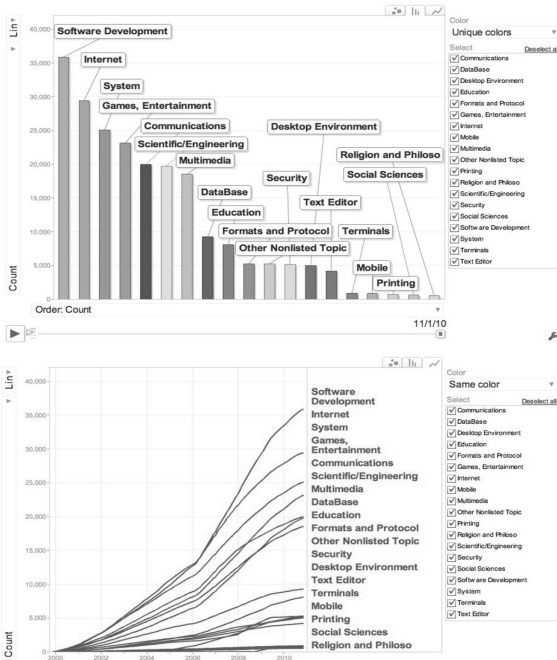 Lin
Count
40,000
35,000
30,000
25,000
20,000
15,000
10,000
5,000
0
Software Development
Internet
System
Games, Entertainment
Communications
Scientific/Engineering
Multimedia
DataBase
Education
Formats and Protocol
Other Nonlisted Topic
Security
Desktop Environment
Text Editor
Terminals
Mobile
Printing
Social Sciences
Religion and Philoso
Order: Count
11/1/10
Color
Unique colors
Select
Deselect al
Communications
DataBase
Desktop Environment
Education
Formats and Protocol
Games, Entertainment
Internet
Mobile
Multimedia
Other Nonlisted Topic
Printing
Religion and Philoso
Scientific/Engineering
Security
Social Sciences
Software Development
System
Terminals
Text Editor
Lin
Count
40,000
35,000
30,000
25,000
20,000
15,000
10,000
5,000
0
2000
2002
2004
2006
2008
2010
Software
Development
Internet
System
Games,
Entertainment
Communications
Scientific/Engineering
Multimedia
DataBase
Education
Formats and Protocol
Other Nonlisted Topic
Security
Desktop Environment
Text Editor
Terminals
Mobile
Printing
Social Sciences
Religion and Philoso
Color
Same color
Select
Deselect all
Communications
DataBase
Desktop Environment
Education
Formats and Protocol
Games, Entertainment
Internet
Mobile
Multimedia
Other Nonlisted Topic
Printing
Religion and Philoso
Scientific/Engineering
Security
Social Sciences
Software Development
System
Terminals
Text Editor